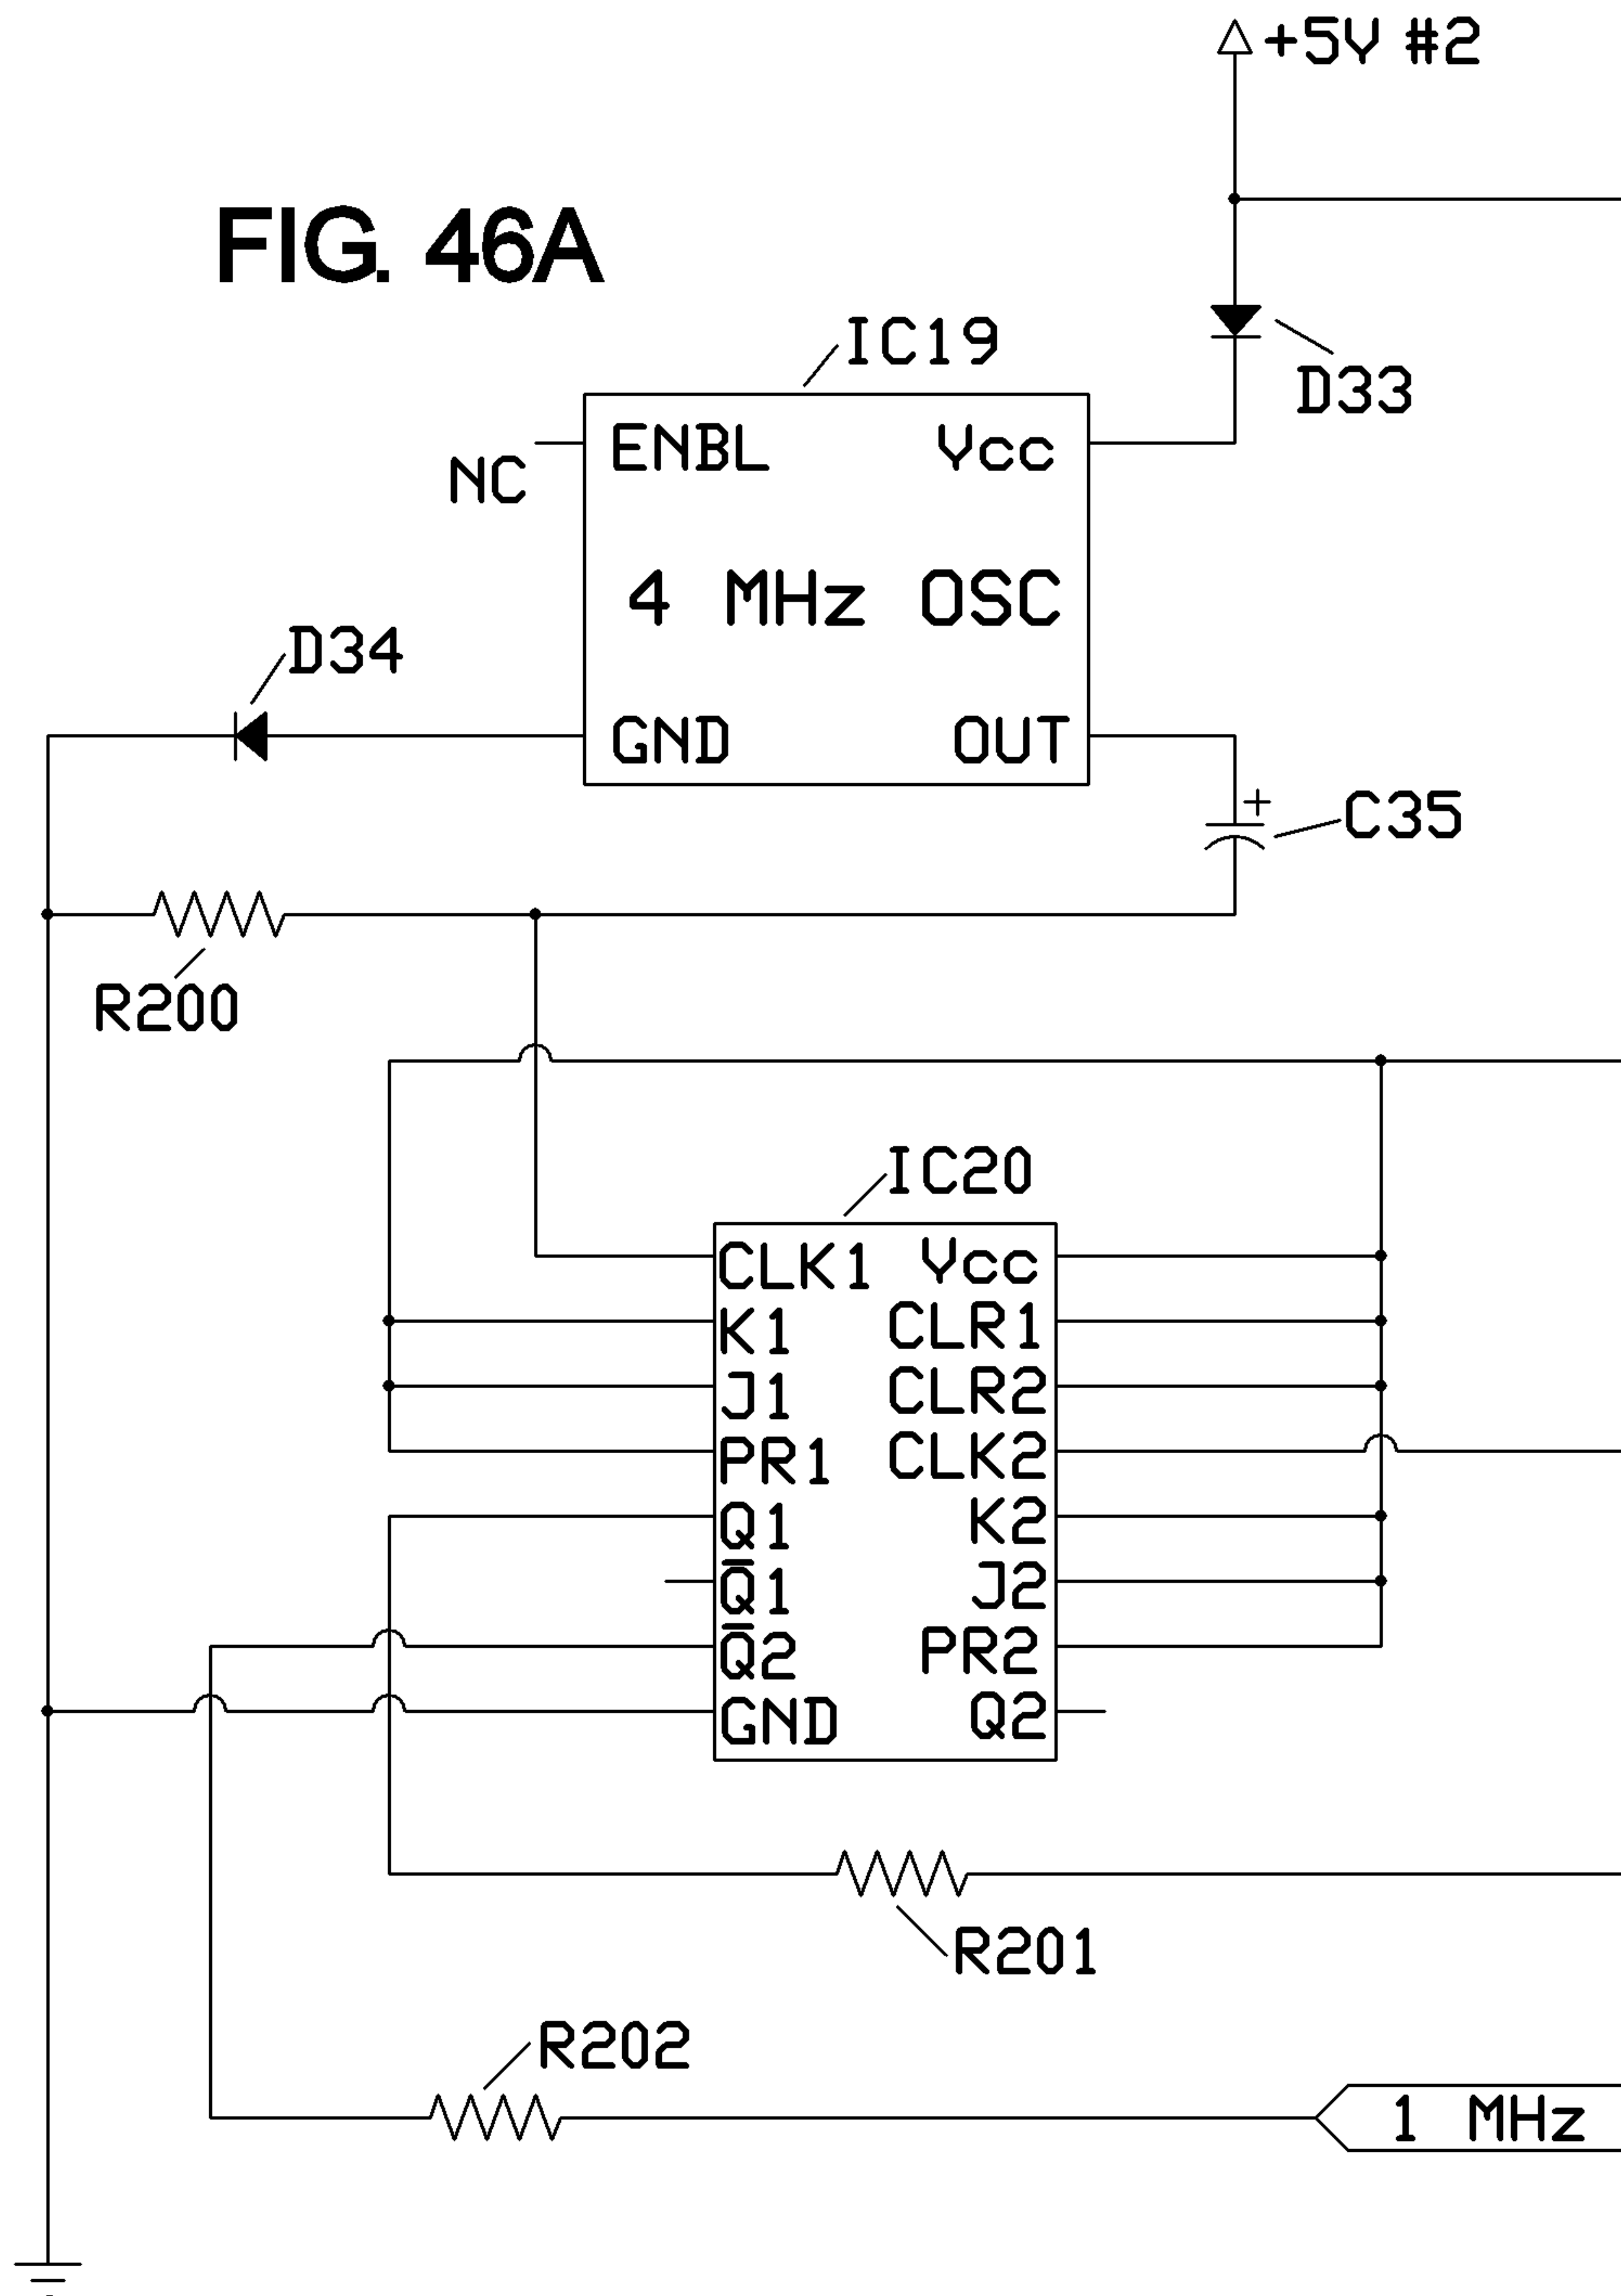 +5V #2
FIG. 46A
IC19
D33
ENBL Vcc
NC
4 MHz OSC
D34
GND OUT
+
C35
R200
IC20
CLK1 Vcc
K1 CLR1
J1 CLR2
PR1 CLK2
Q1 K2
Q̅1 J2
Q̅2 PR2
GND Q2
R201
R202
1 MHz